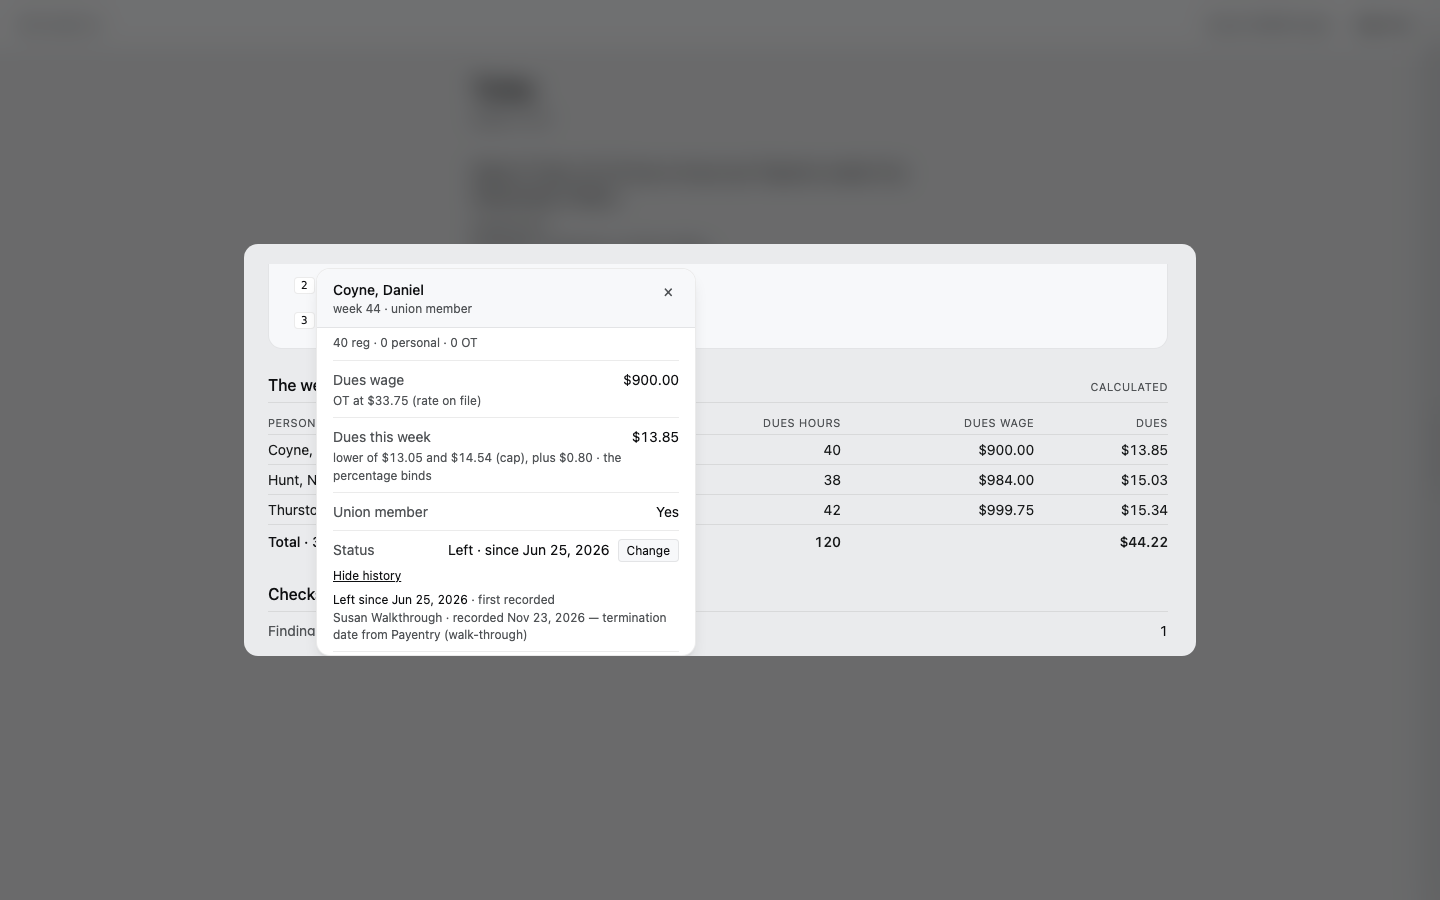 2
3
Coyne, Daniel
×
week 44 · union member
40 reg · 0 personal · 0 OT
Dues wage $900.00
OT at $33.75 (rate on file)
Dues this week $13.85
lower of $13.05 and $14.54 (cap), plus $0.80 · the
percentage binds
Union member Yes
Status Left · since Jun 25, 2026 Change
Hide history
Left since Jun 25, 2026 · first recorded
Susan Walkthrough · recorded Nov 23, 2026 — termination
date from Payentry (walk-through)
The CALCULATED
PERSON DUES HOURS DUES WAGE DUES
Coyne, 40 $900.00 $13.85
Hunt, 38 $984.00 $15.03
42 $999.75 $15.34
Total · 120 $44.22
1